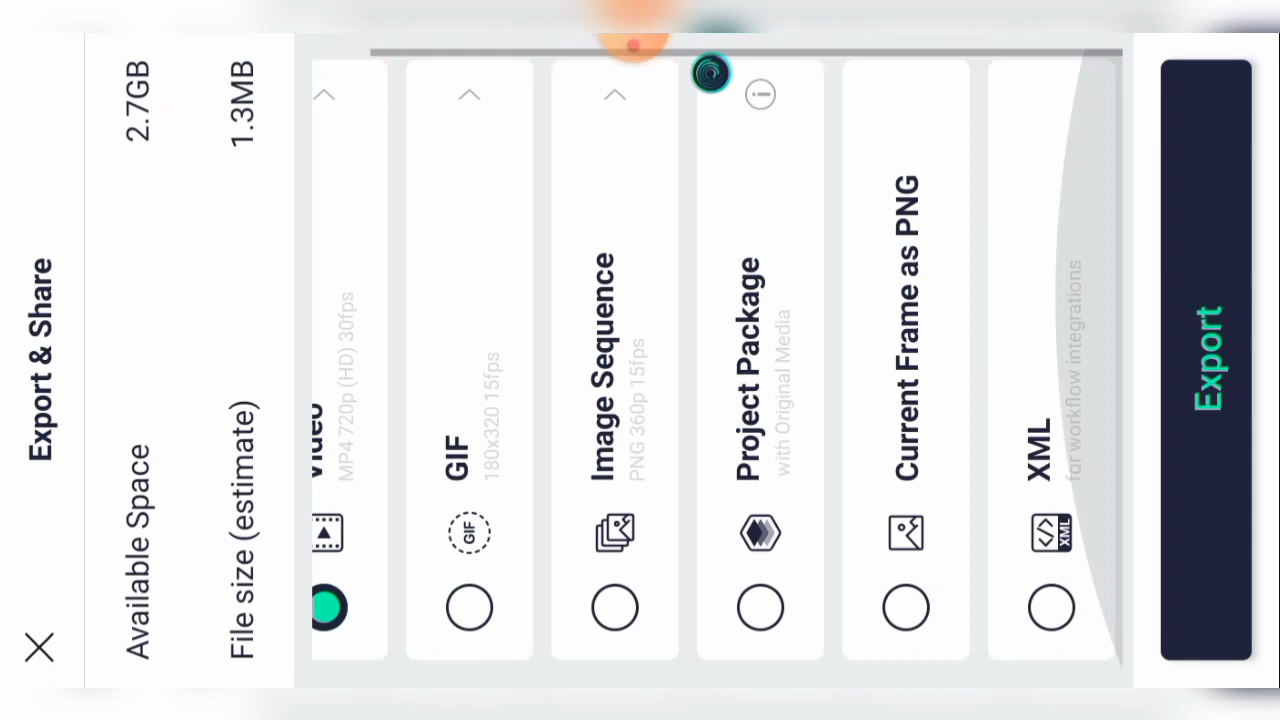 Export & Share
Available Space 2.7GB
File size (estimate) 1.3MB
Video
MP4 720p (HD) 30fps
GIF
GIF
180x320 15fps
Image Sequence
PNG 360p 15fps
Project Package
with Original Media
Current Frame as PNG
XML
XML
for workflow integrations
Export